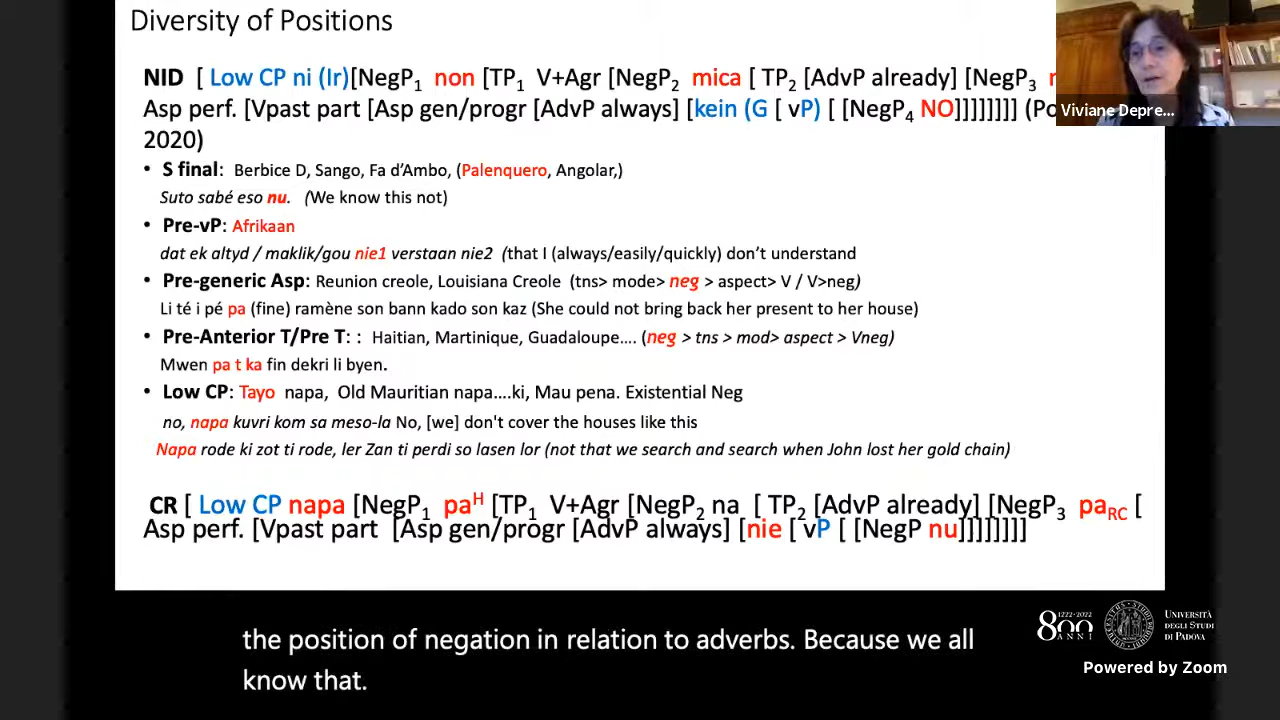 Diversity of Positions
NID [ Low CP ni (Ir)[NegP1 non [TP1 V+Agr [NegP2 mica [ TP2 [AdvP already] [NegP3
Asp perf. [Vpast part [Asp gen/progr [AdvP always] [kein (G [ vP) [ [NegP4 NO]]]]]]]]
2020)
• S final: Berbice D, Sango, Fa d’Ambo, (Palenquero, Angolar,)
Suto sabé eso nu. (We know this not)
• Pre-vP: Afrikaan
dat ek altyd / maklik/gou nie1 verstaan nie2 (that I (always/easily/quickly) don’t understand
• Pre-generic Asp: Reunion creole, Louisiana Creole (tns> mode> neg > aspect> V / V>neg)
Li té i pé pa (fine) ramène son bann kado son kaz (She could not bring back her present to her house)
• Pre-Anterior T/Pre T: : Haitian, Martinique, Guadaloupe…. (neg > tns > mod> aspect > Vneg)
Mwen pa t ka fin dekri li byen.
• Low CP: Tayo napa, Old Mauritian napa….ki, Mau pena. Existential Neg
no, napa kuvri kom sa meso-la No, [we] don't cover the houses like this
Napa rode ki zot ti rode, ler Zan ti perdi so lasen lor (not that we search and search when John lost her gold chain)
CR [ Low CP napa [NegP1 paH [TP1 V+Agr [NegP2 na [ TP2 [AdvP already] [NegP3 paRC [
Asp perf. [Vpast part [Asp gen/progr [AdvP always] [nie [ vP [ [NegP nu]]]]]]]]
Viviane Depre...
the position of negation in relation to adverbs. Because we all
know that.
1222·2022
800
ANNI
UNIVERSITÀ
DEGLI STUDI
DI PADOVA
Powered by Zoom